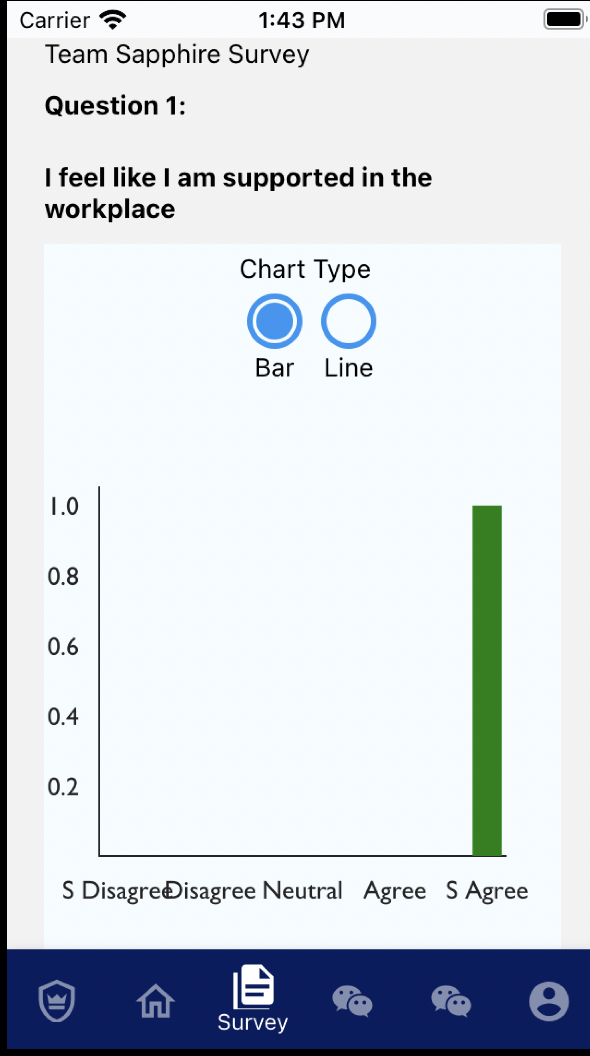 Carrier 1:43 PM
Team Sapphire Survey
Question 1:
I feel like I am supported in the
workplace
Chart Type
Bar Line
1.0
0.8
0.6
0.4
0.2
S Disagree Disagree Neutral Agree S Agree
Survey